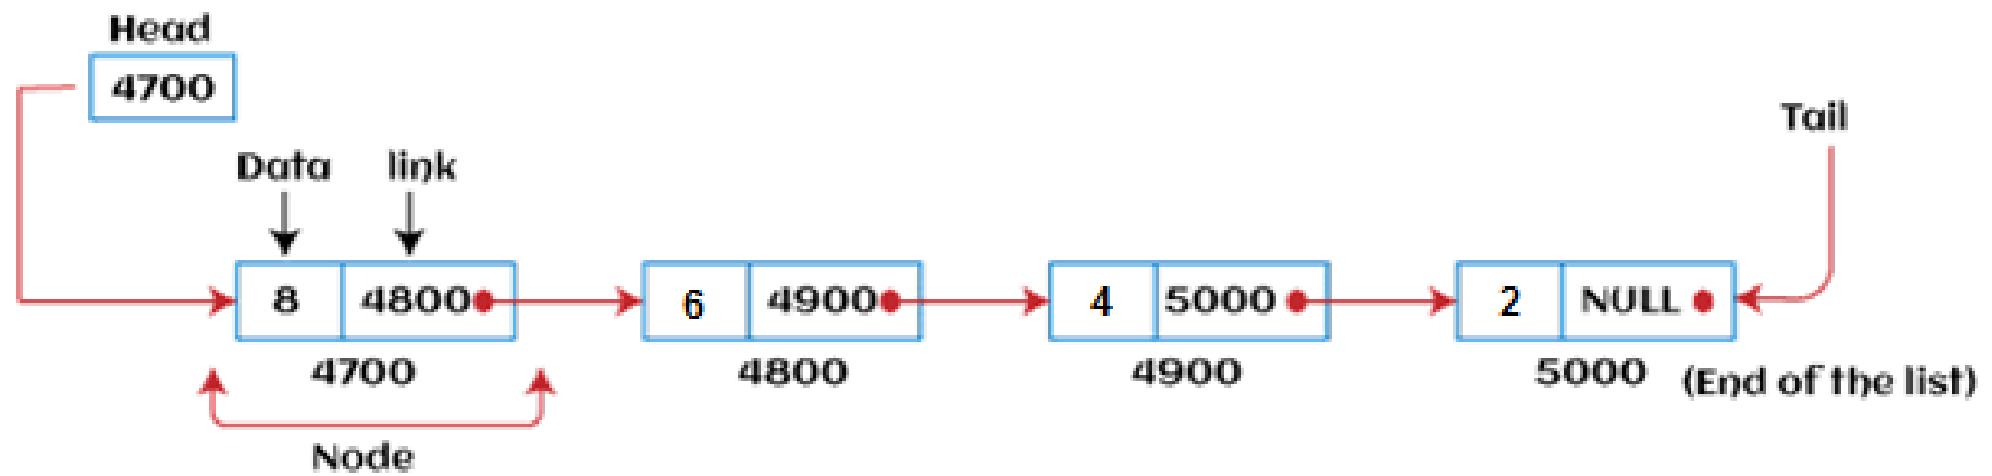 Head
4700
Tail
Data link
8 4800 6 4900 4 5000 2 NULL
4700 4800 4900 5000 (End of the list)
Node